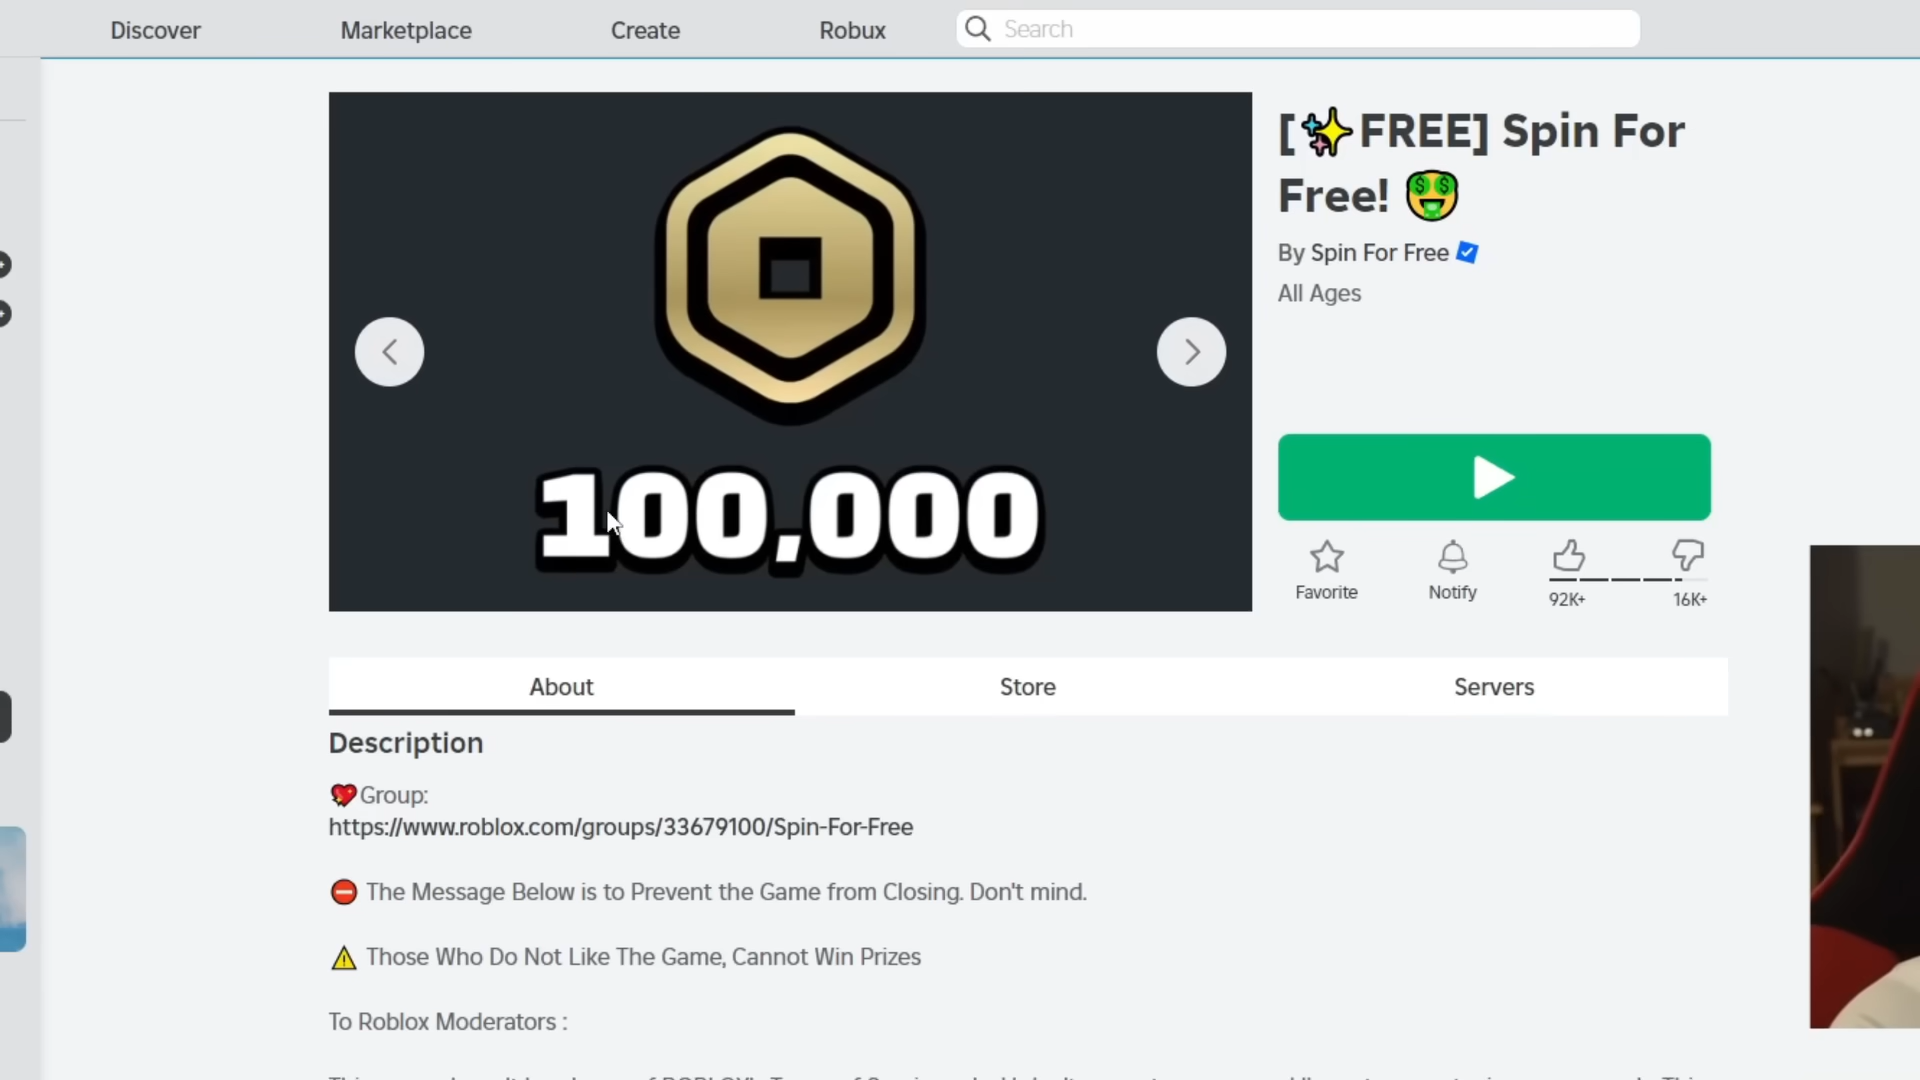 Discover Marketplace Create Robux Search
[✨FREE] Spin For
Free! 🤑
By Spin For Free
All Ages
100,000
Favorite Notify 92K+ 16K+
About Store Servers
Description
💖Group:
https://www.roblox.com/groups/33679100/Spin-For-Free
⛔ The Message Below is to Prevent the Game from Closing. Don't mind.
⚠️ Those Who Do Not Like The Game, Cannot Win Prizes
To Roblox Moderators :